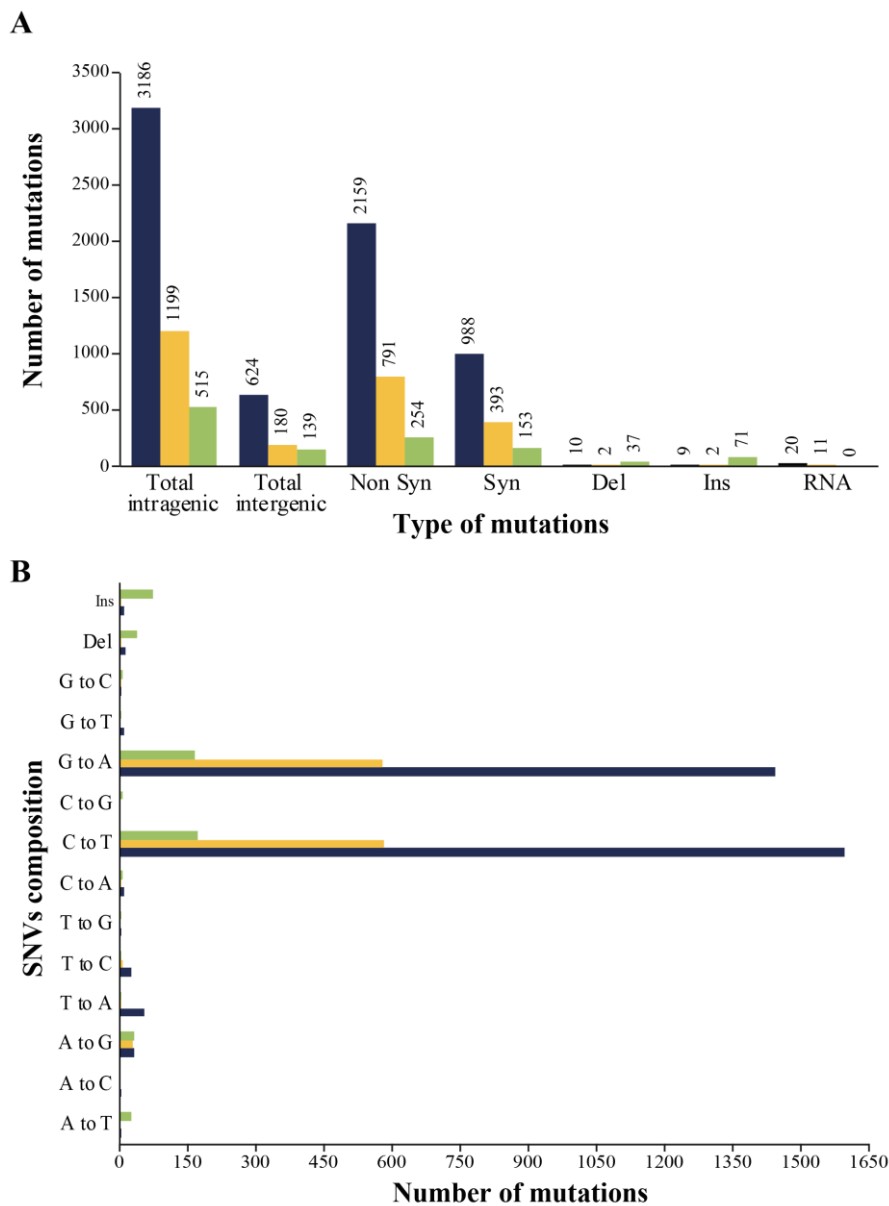 A
Number of mutations
3500
3000
2500
2000
1500
1000
500
0
3186
1199
515
624
180
139
2159
791
254
988
393
153
10
2
37
9
2
71
20
11
0
Total
intragenic
Total
intergenic
Non Syn
Syn
Del
Ins
RNA
Type of mutations
B
SNVs composition
Ins
Del
G to C
G to T
G to A
C to G
C to T
C to A
T to G
T to C
T to A
A to G
A to C
A to T
0
150
300
450
600
750
900
1050
1200
1350
1500
1650
Number of mutations